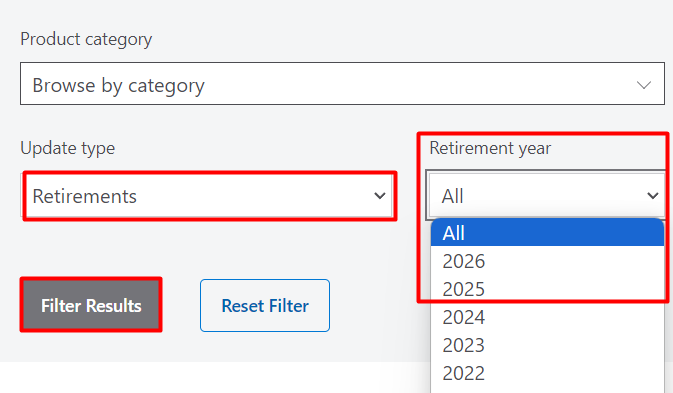 Product category
Browse by category
Update type
Retirements
Retirement year
All
All
2026
2025
2024
2023
2022
Filter Results
Reset Filter